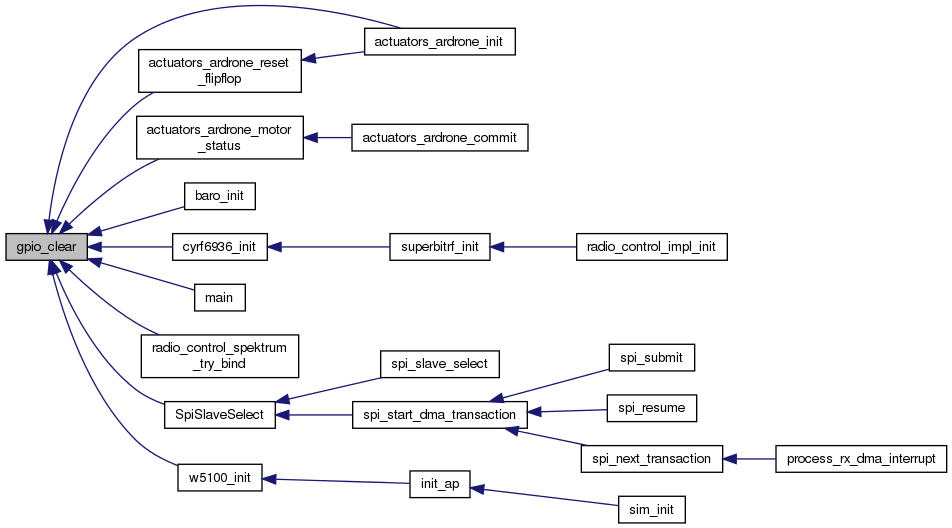 actuators_ardrone_init
actuators_ardrone_reset
_flipflop
actuators_ardrone_motor
_status
actuators_ardrone_commit
baro_init
gpio_clear
cyrf6936_init
superbitrf_init
radio_control_impl_init
main
radio_control_spektrum
_try_bind
spi_slave_select
spi_submit
SpiSlaveSelect
spi_start_dma_transaction
spi_resume
spi_next_transaction
process_rx_dma_interrupt
w5100_init
init_ap
sim_init